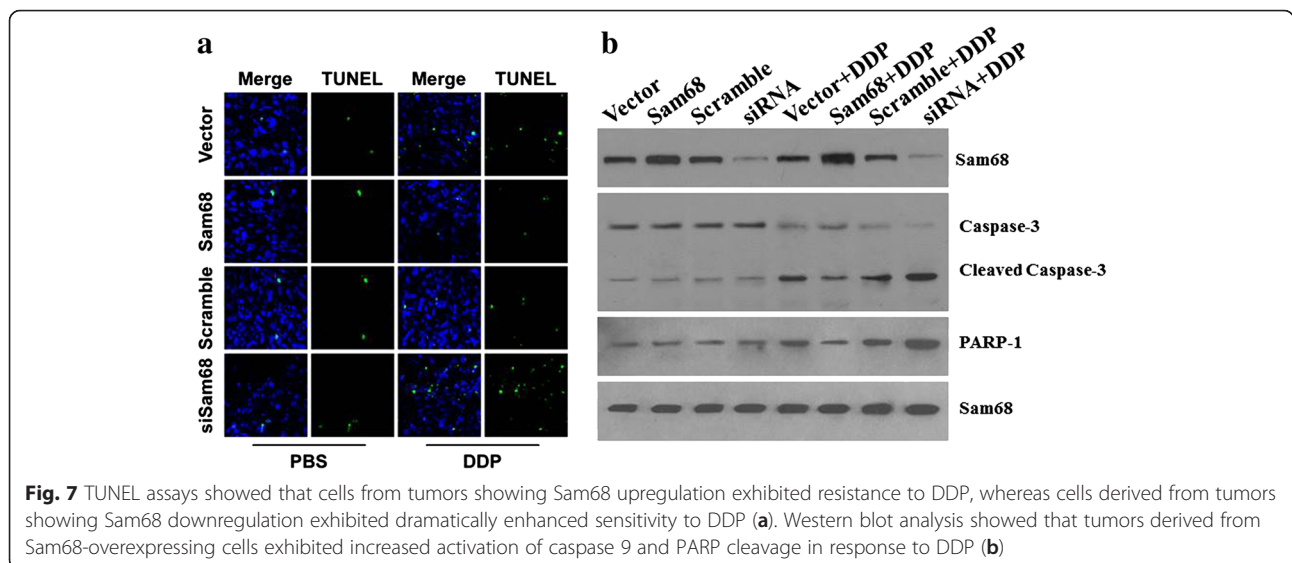 a
Merge TUNEL Merge TUNEL
Vector
Sam68
Scramble
siSam68
PBS DDP
b
Vector Sam68 Scramble siRNA Vector+DDP Sam68+DDP Scramble+DDP siRNA+DDP
Sam68
Caspase-3
Cleaved Caspase-3
PARP-1
Sam68
Fig. 7 TUNEL assays showed that cells from tumors showing Sam68 upregulation exhibited resistance to DDP, whereas cells derived from tumors
showing Sam68 downregulation exhibited dramatically enhanced sensitivity to DDP (a). Western blot analysis showed that tumors derived from
Sam68-overexpressing cells exhibited increased activation of caspase 9 and PARP cleavage in response to DDP (b)